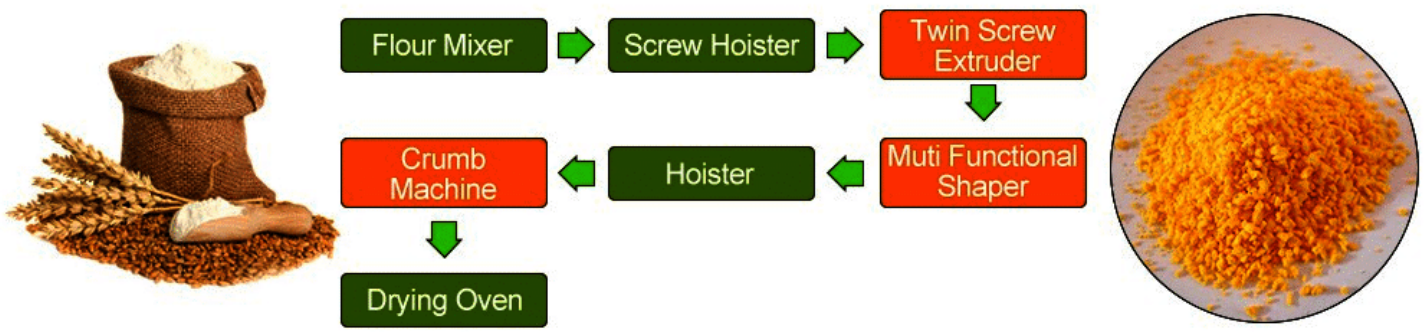 Flour Mixer
Screw Hoister
Twin Screw
Extruder
Crumb
Machine
Hoister
Muti Functional
Shaper
Drying Oven